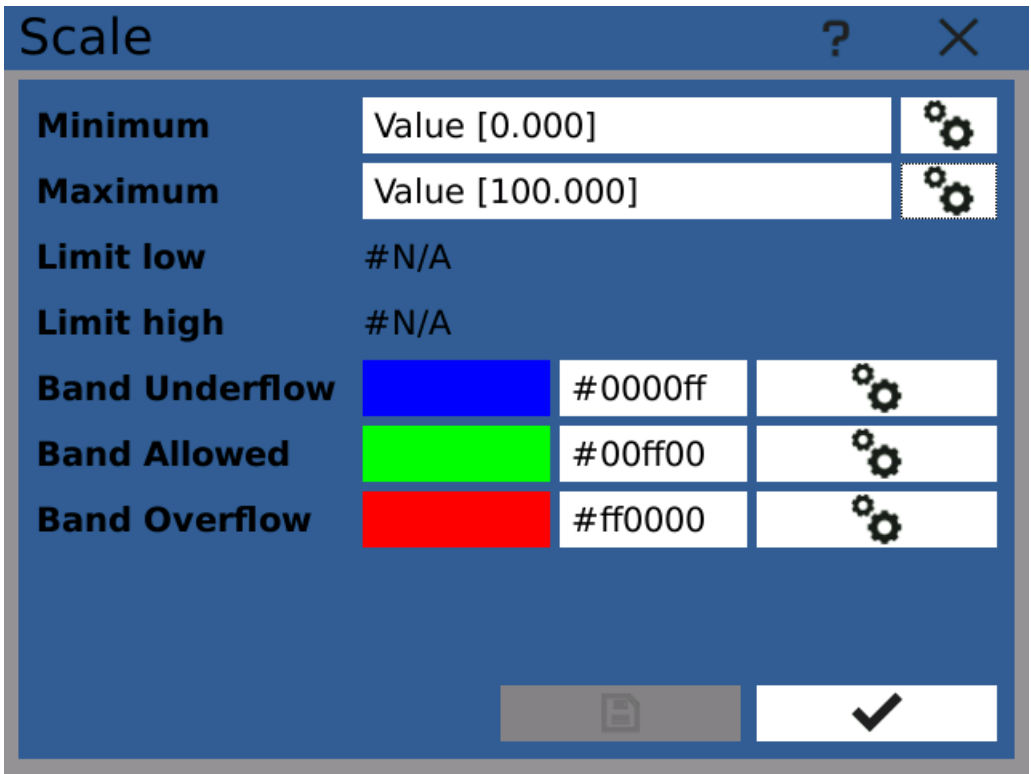 Scale ?
Minimum Value [0.000]
Maximum Value [100.000]
Limit low #N/A
Limit high #N/A
Band Underflow #0000ff
Band Allowed #00ff00
Band Overflow #ff0000